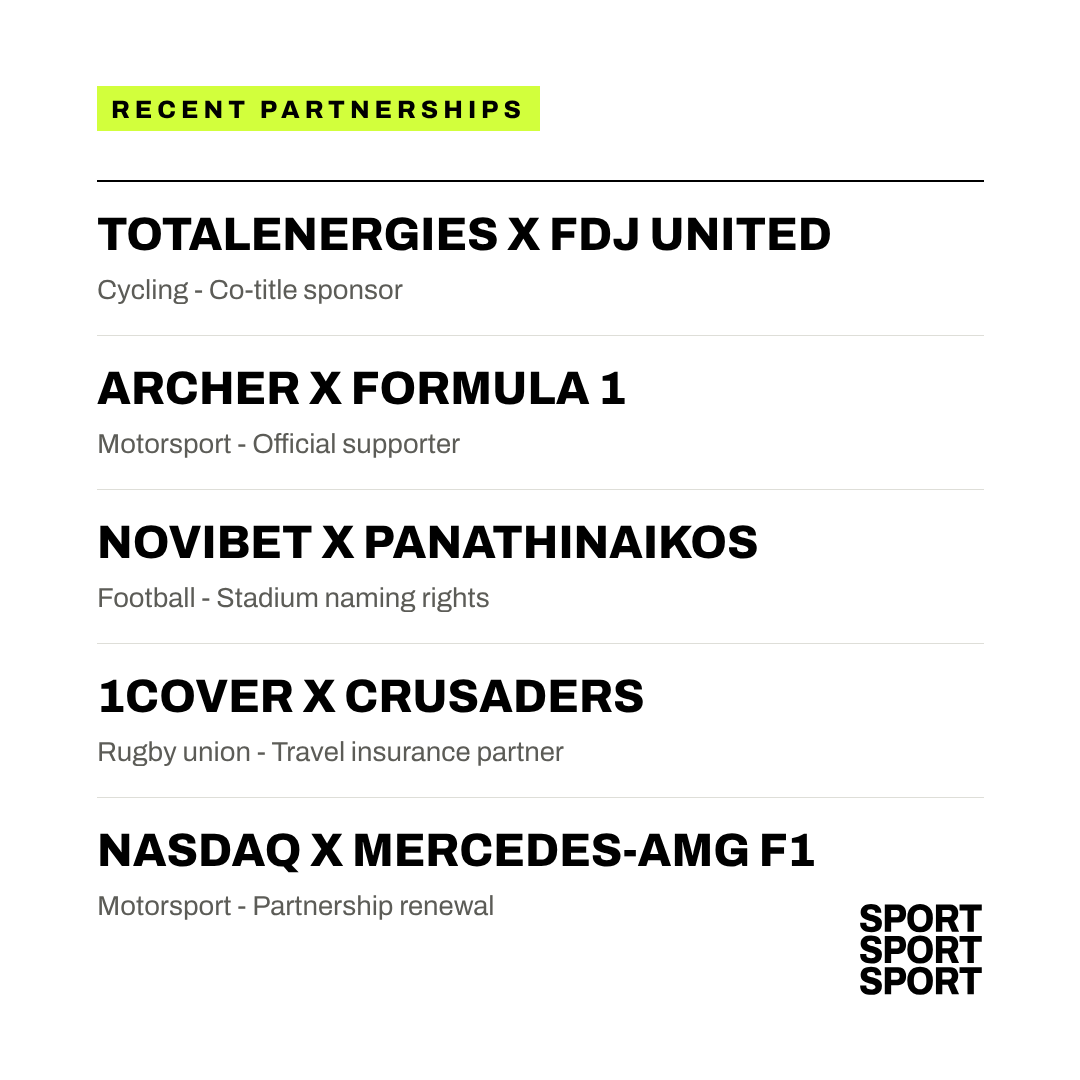 RECENT PARTNERSHIPS
TOTALENERGIES X FDJ UNITED
Cycling - Co-title sponsor
ARCHER X FORMULA 1
Motorsport - Official supporter
NOVIBET X PANATHINAIKOS
Football - Stadium naming rights
1COVER X CRUSADERS
Rugby union - Travel insurance partner
NASDAQ X MERCEDES-AMG F1
Motorsport - Partnership renewal
SPORT
SPORT
SPORT